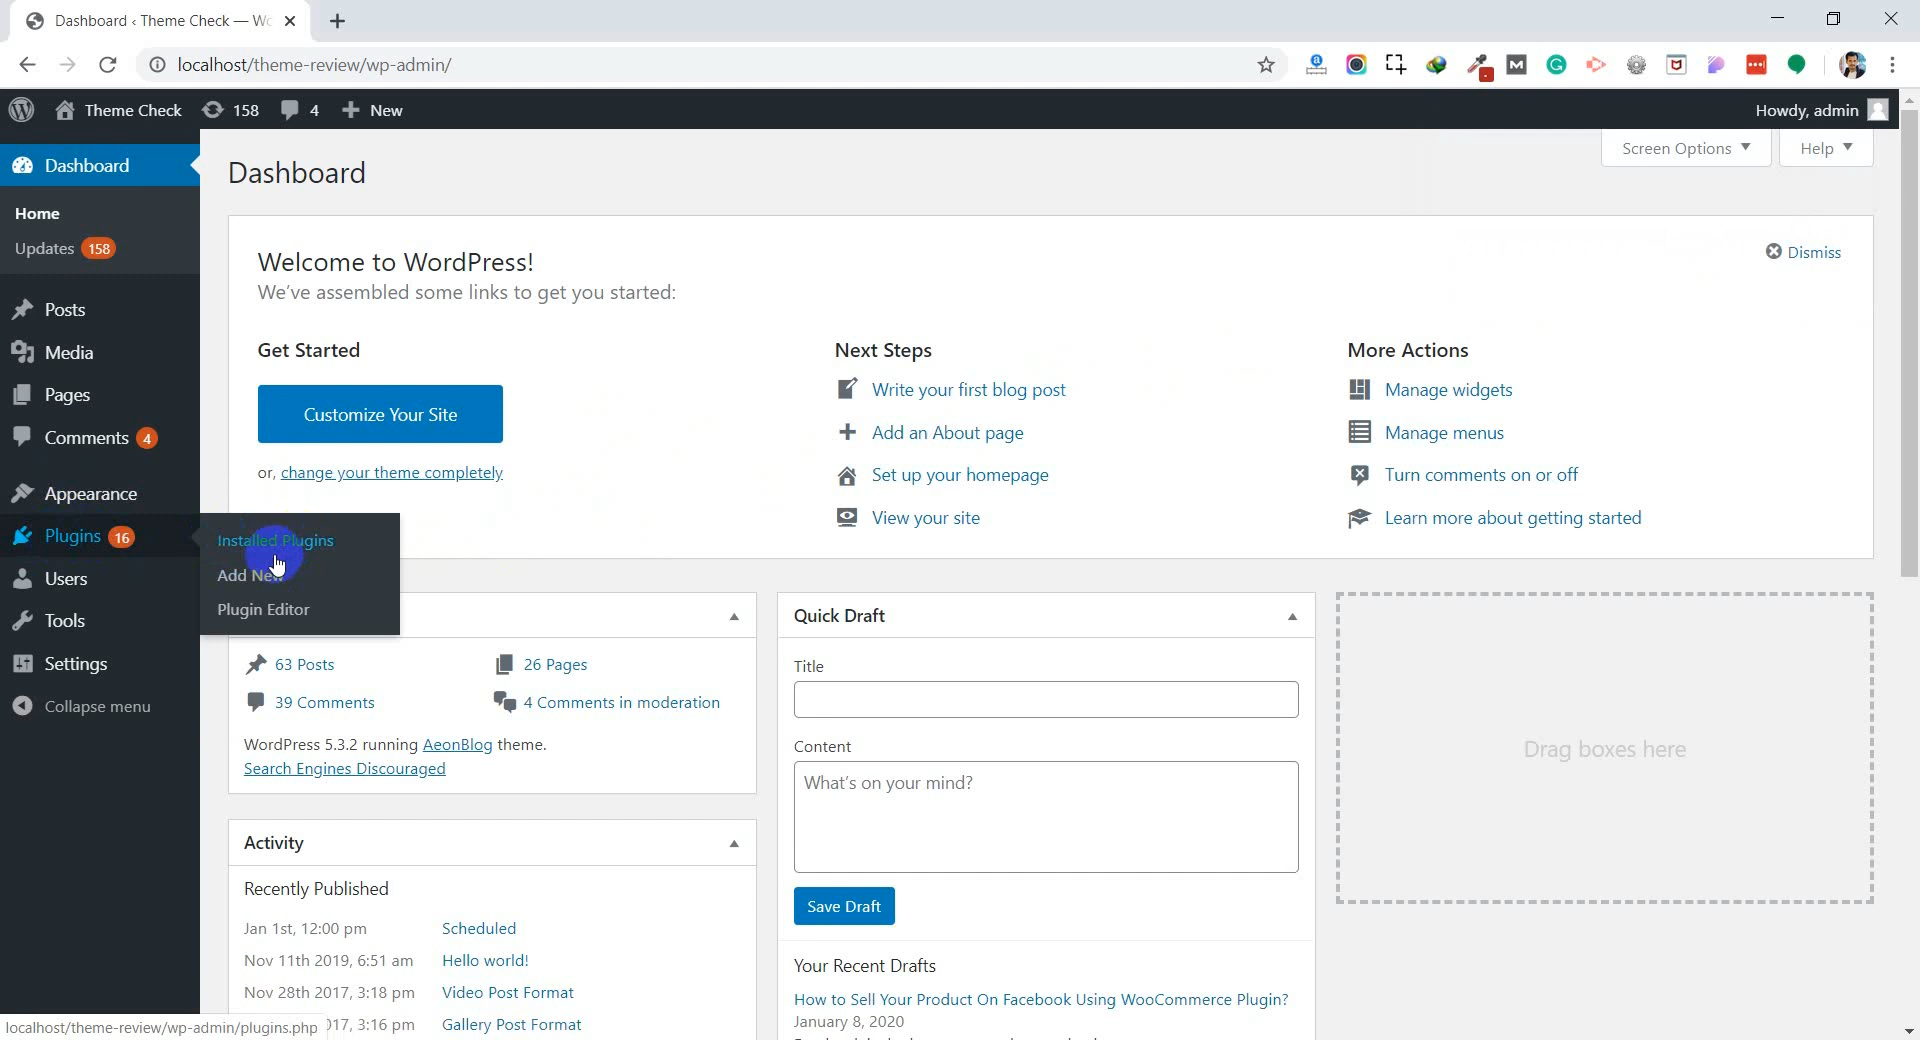 Dashboard ‹ Theme Check — Wo
localhost/theme-review/wp-admin/
Theme Check 158 4 New
Howdy, admin
Dashboard
Home
Updates 158
Posts
Media
Pages
Comments 4
Appearance
Plugins 16
Users
Tools
Settings
Collapse menu
Installed Plugins
Add New
Plugin Editor
Screen Options
Help
Dashboard
Welcome to WordPress!
We've assembled some links to get you started:
Dismiss
Get Started
Customize Your Site
or, change your theme completely
Next Steps
Write your first blog post
Add an About page
Set up your homepage
View your site
More Actions
Manage widgets
Manage menus
Turn comments on or off
Learn more about getting started
63 Posts
26 Pages
39 Comments
4 Comments in moderation
WordPress 5.3.2 running AeonBlog theme.
Search Engines Discouraged
Activity
Recently Published
Jan 1st, 12:00 pm Scheduled
Nov 11th 2019, 6:51 am Hello world!
Nov 28th 2017, 3:18 pm Video Post Format
017, 3:16 pm Gallery Post Format
Quick Draft
Title
Content
What's on your mind?
Save Draft
Your Recent Drafts
How to Sell Your Product On Facebook Using WooCommerce Plugin?
January 8, 2020
Drag boxes here
localhost/theme-review/wp-admin/plugins.php